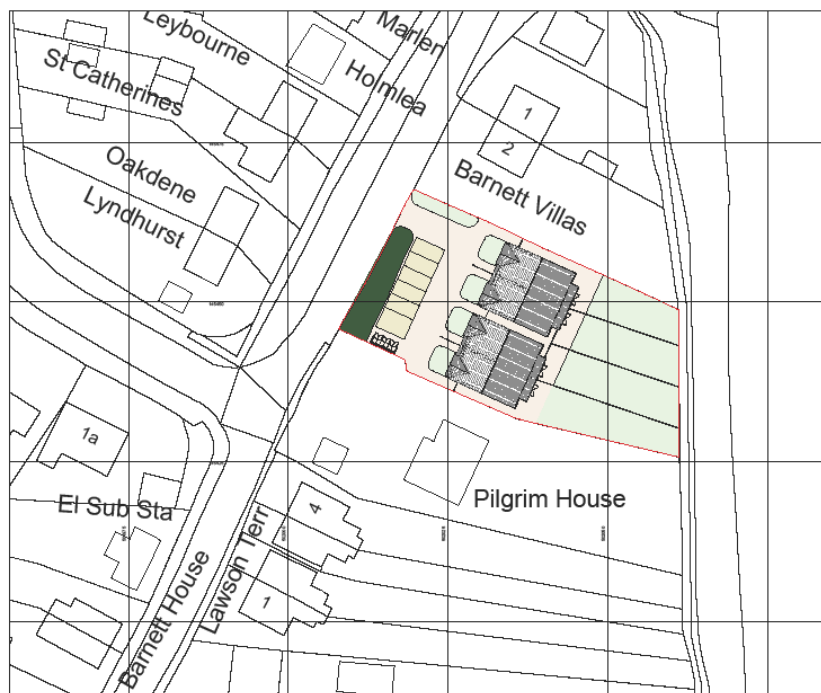 Leybourne
Marlen
St Catherines
Holmlea
1
2
Oakdene
Barnett Villas
Lyndhurst
1a
El Sub Sta
Pilgrim House
4
Lawson Terr
1
Barnett House